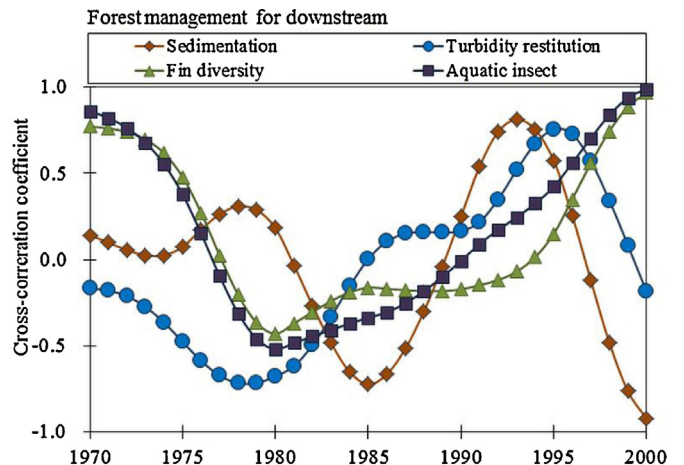 Forest management for downstream
Sedimentation
Turbidity restitution
Fin diversity
Aquatic insect
Cross-correration coefficient
1.0
0.5
0.0
-0.5
-1.0
1970 1975 1980 1985 1990 1995 2000